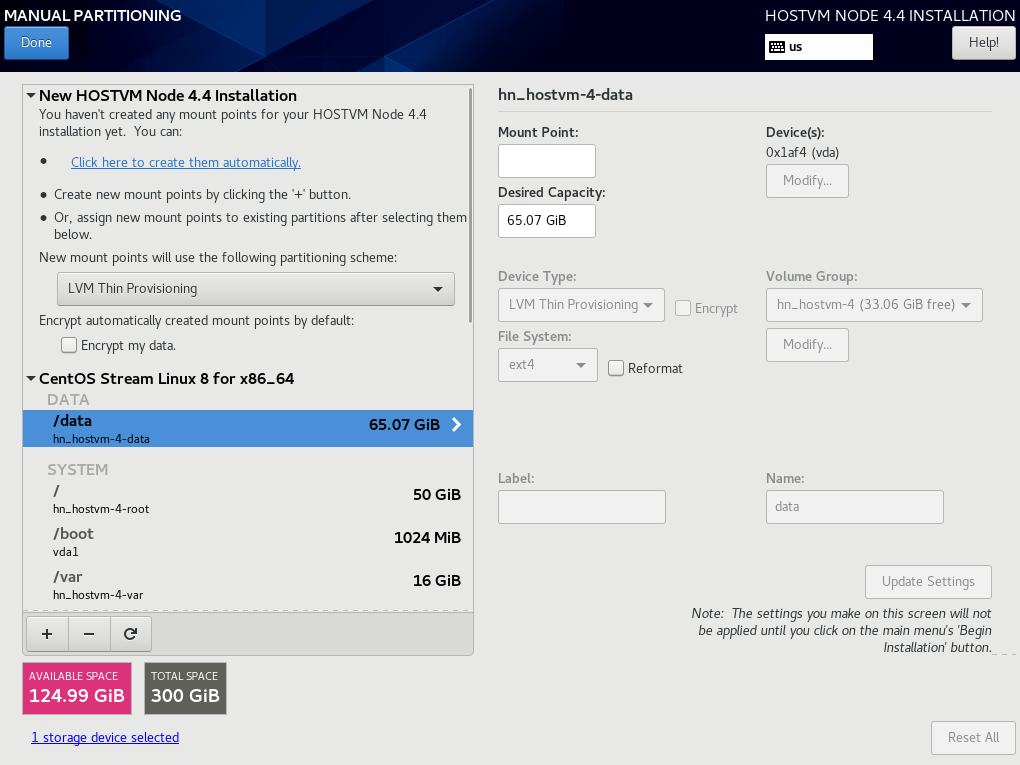 MANUAL PARTITIONING
HOSTVM NODE 4.4 INSTALLATION
Done
us
Help!
New HOSTVM Node 4.4 Installation
You haven't created any mount points for your HOSTVM Node 4.4
installation yet.  You can:
• Click here to create them automatically.
• Create new mount points by clicking the '+' button.
• Or, assign new mount points to existing partitions after selecting them
below.
New mount points will use the following partitioning scheme:
LVM Thin Provisioning
Encrypt automatically created mount points by default:
Encrypt my data.
CentOS Stream Linux 8 for x86_64
DATA
/data
65.07 GiB
hn_hostvm-4-data
SYSTEM
/
50 GiB
hn_hostvm-4-root
/boot
1024 MiB
vda1
/var
16 GiB
hn_hostvm-4-var
+ −
AVAILABLE SPACE
124.99 GiB
TOTAL SPACE
300 GiB
1 storage device selected
hn_hostvm-4-data
Mount Point:
Device(s):
0x1af4 (vda)
Modify...
Desired Capacity:
65.07 GiB
Device Type:
Volume Group:
LVM Thin Provisioning
Encrypt
hn_hostvm-4 (33.06 GiB free)
File System:
Modify...
ext4
Reformat
Label:
Name:
data
Update Settings
Note:  The settings you make on this screen will not
be applied until you click on the main menu's 'Begin
Installation' button.
Reset All